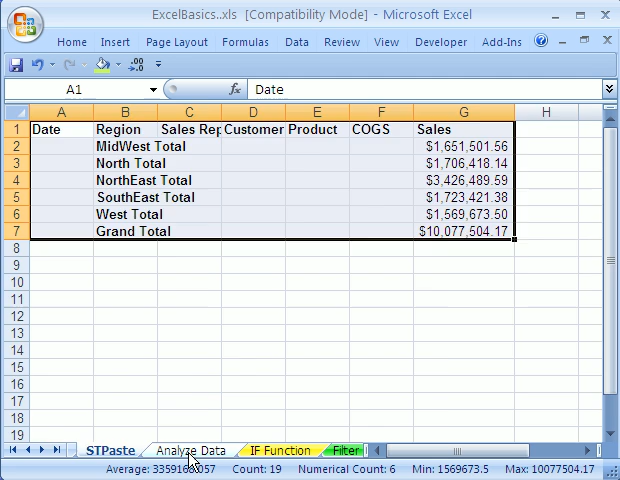 ExcelBasics..xls [Compatibility Mode] - Microsoft Excel
Home Insert Page Layout Formulas Data Review View Developer Add-Ins
A1 fx Date
A B C D E F G H
1 Date Region Sales Rep Customer Product COGS Sales
2 MidWest Total $1,651,501.56
3 North Total $1,706,418.14
4 NorthEast Total $3,426,489.59
5 SouthEast Total $1,723,421.38
6 West Total $1,569,673.50
7 Grand Total $10,077,504.17
8
9
10
11
12
13
14
15
16
17
18
19
STPaste Analyze Data IF Function Filter
Count: 19 Numerical Count: 6 Min: 1569673.5 Max: 10077504.17